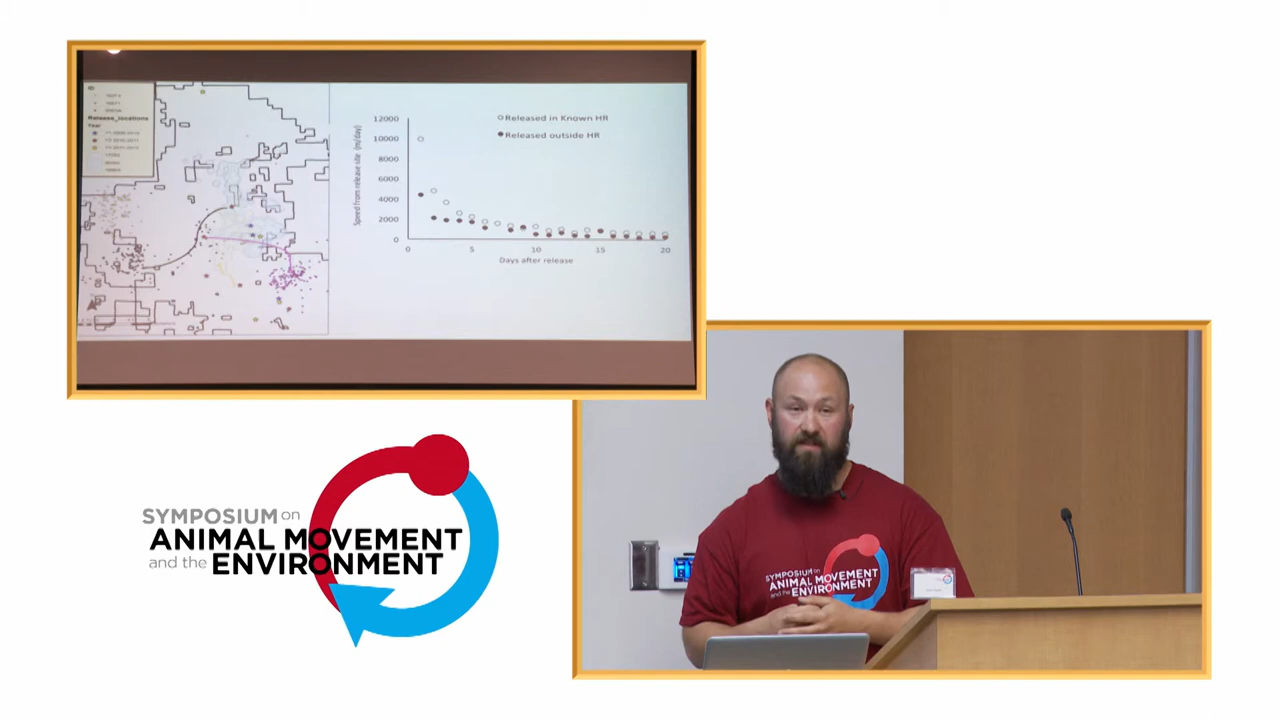 Release_locations
Year
12000
10000
8000
6000
4000
2000
0
Speed from release site (m/day)
Released in Known HR
Released outside HR
0
5
10
15
20
Days after release
SYMPOSIUM on
ANIMAL MOVEMENT
and the ENVIRONMENT
SYMPOSIUM on
ANIMAL MOVEMENT
and the ENVIRONMENT